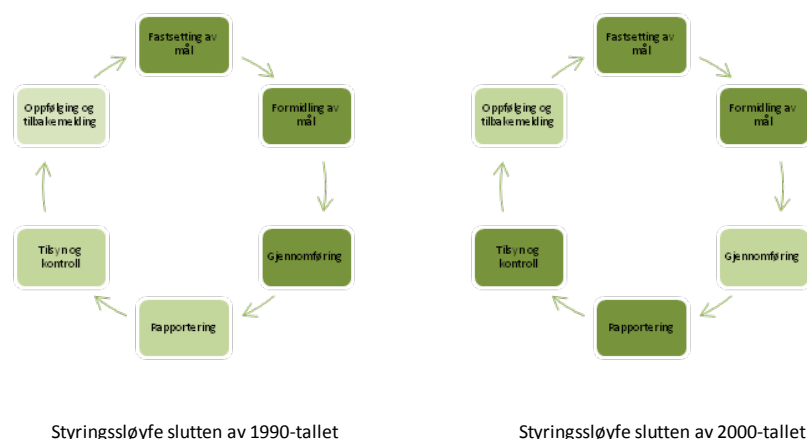 Fastsetting av
mål
Formidling av
mål
Gjennomføring
Rapportering
Tilsyn og
kontroll
Oppfølging og
tilbakemelding
Styringssløyfe slutten av 1990-tallet
Fastsetting av
mål
Formidling av
mål
Gjennomføring
Rapportering
Tilsyn og
kontroll
Oppfølging og
tilbakemelding
Styringssløyfe slutten av 2000-tallet